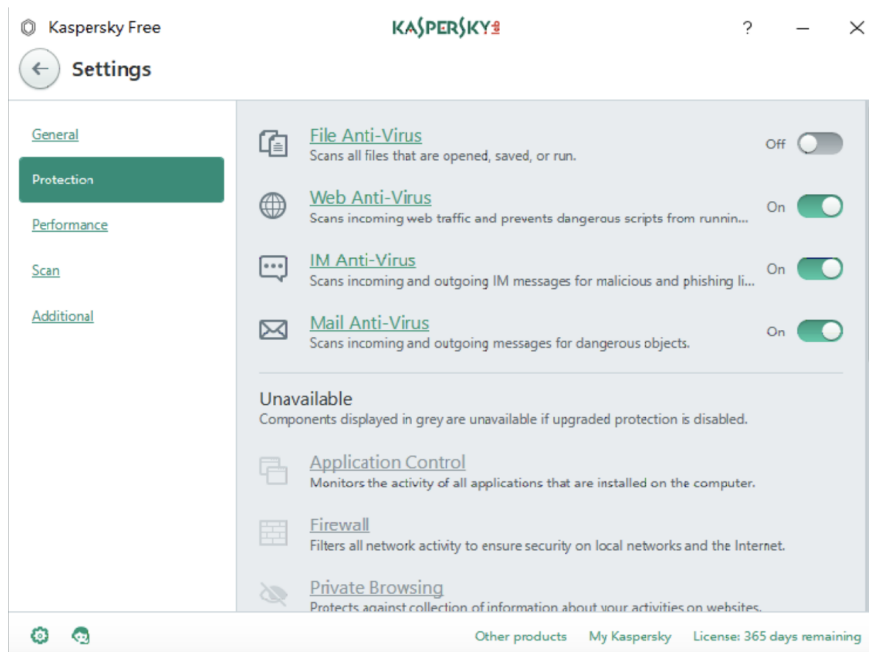 Kaspersky Free
KASPERSKY
?
Settings
General
Protection
Performance
Scan
Additional
File Anti-Virus
Off
Scans all files that are opened, saved, or run.
Web Anti-Virus
On
Scans incoming web traffic and prevents dangerous scripts from runnin...
IM Anti-Virus
On
Scans incoming and outgoing IM messages for malicious and phishing li...
Mail Anti-Virus
On
Scans incoming and outgoing messages for dangerous objects.
Unavailable
Components displayed in grey are unavailable if upgraded protection is disabled.
Application Control
Monitors the activity of all applications that are installed on the computer.
Firewall
Filters all network activity to ensure security on local networks and the Internet.
Private Browsing
Protects against collection of information about your activities on websites.
Other products My Kaspersky License: 365 days remaining